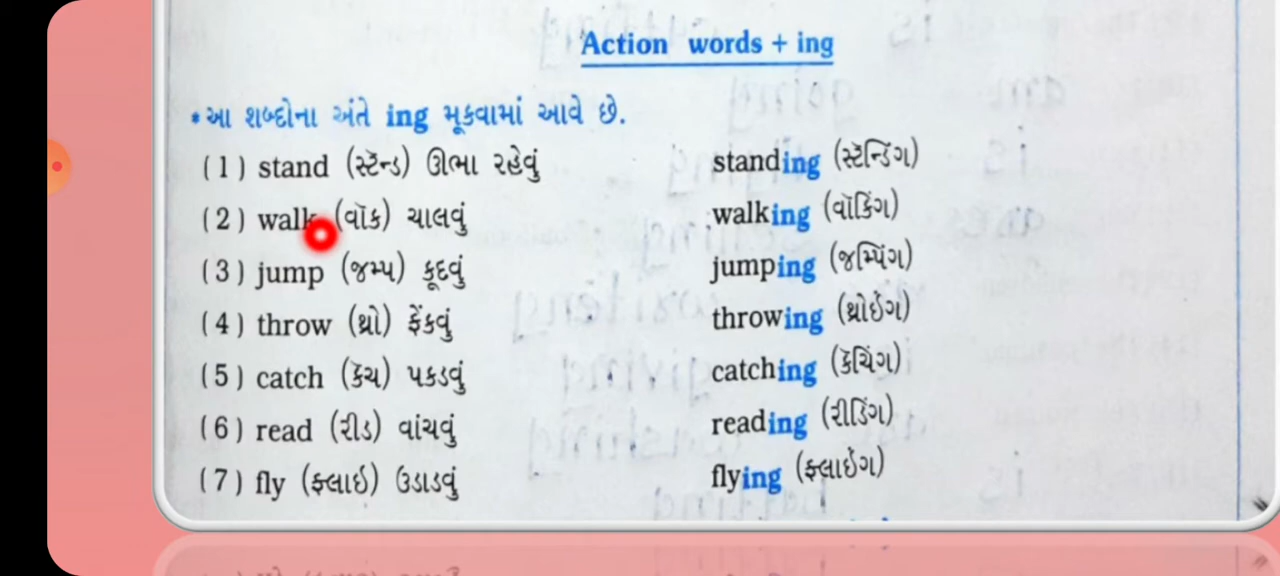 Action words + ing
* આ શબ્દોના અંતે ing મૂકવામાં આવે છે.
(1) stand (સ્ટૅન્ડ) ઊભા રહેવું standing (સ્ટૅન્ડિંગ)
(2) walk (વૉક) ચાલવું walking (વૉકિંગ)
(3) jump (જમ્પ) કૂદવું jumping (જમ્પિંગ)
(4) throw (થ્રો) ફેંકવું throwing (થ્રોઇંગ)
(5) catch (કૅચ) પકડવું catching (કૅચિંગ)
(6) read (રીડ) વાંચવું reading (રીડિંગ)
(7) fly (ફ્લાઇ) ઉડાડવું flying (ફ્લાઇંગ)